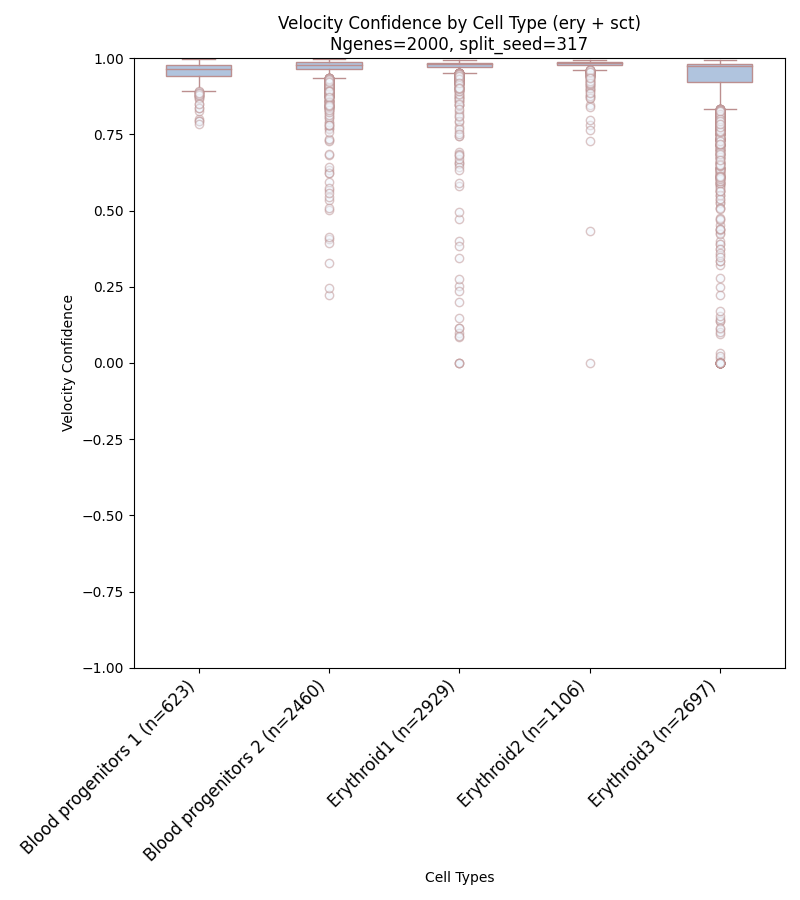 Velocity Confidence by Cell Type (ery + sct)
Ngenes=2000, split_seed=317
1.00
0.75
0.50
0.25
0.00
−0.25
−0.50
−0.75
−1.00
Velocity Confidence
Blood progenitors 1 (n=623)
Blood progenitors 2 (n=2460)
Erythroid1 (n=2929)
Erythroid2 (n=1106)
Erythroid3 (n=2697)
Cell Types